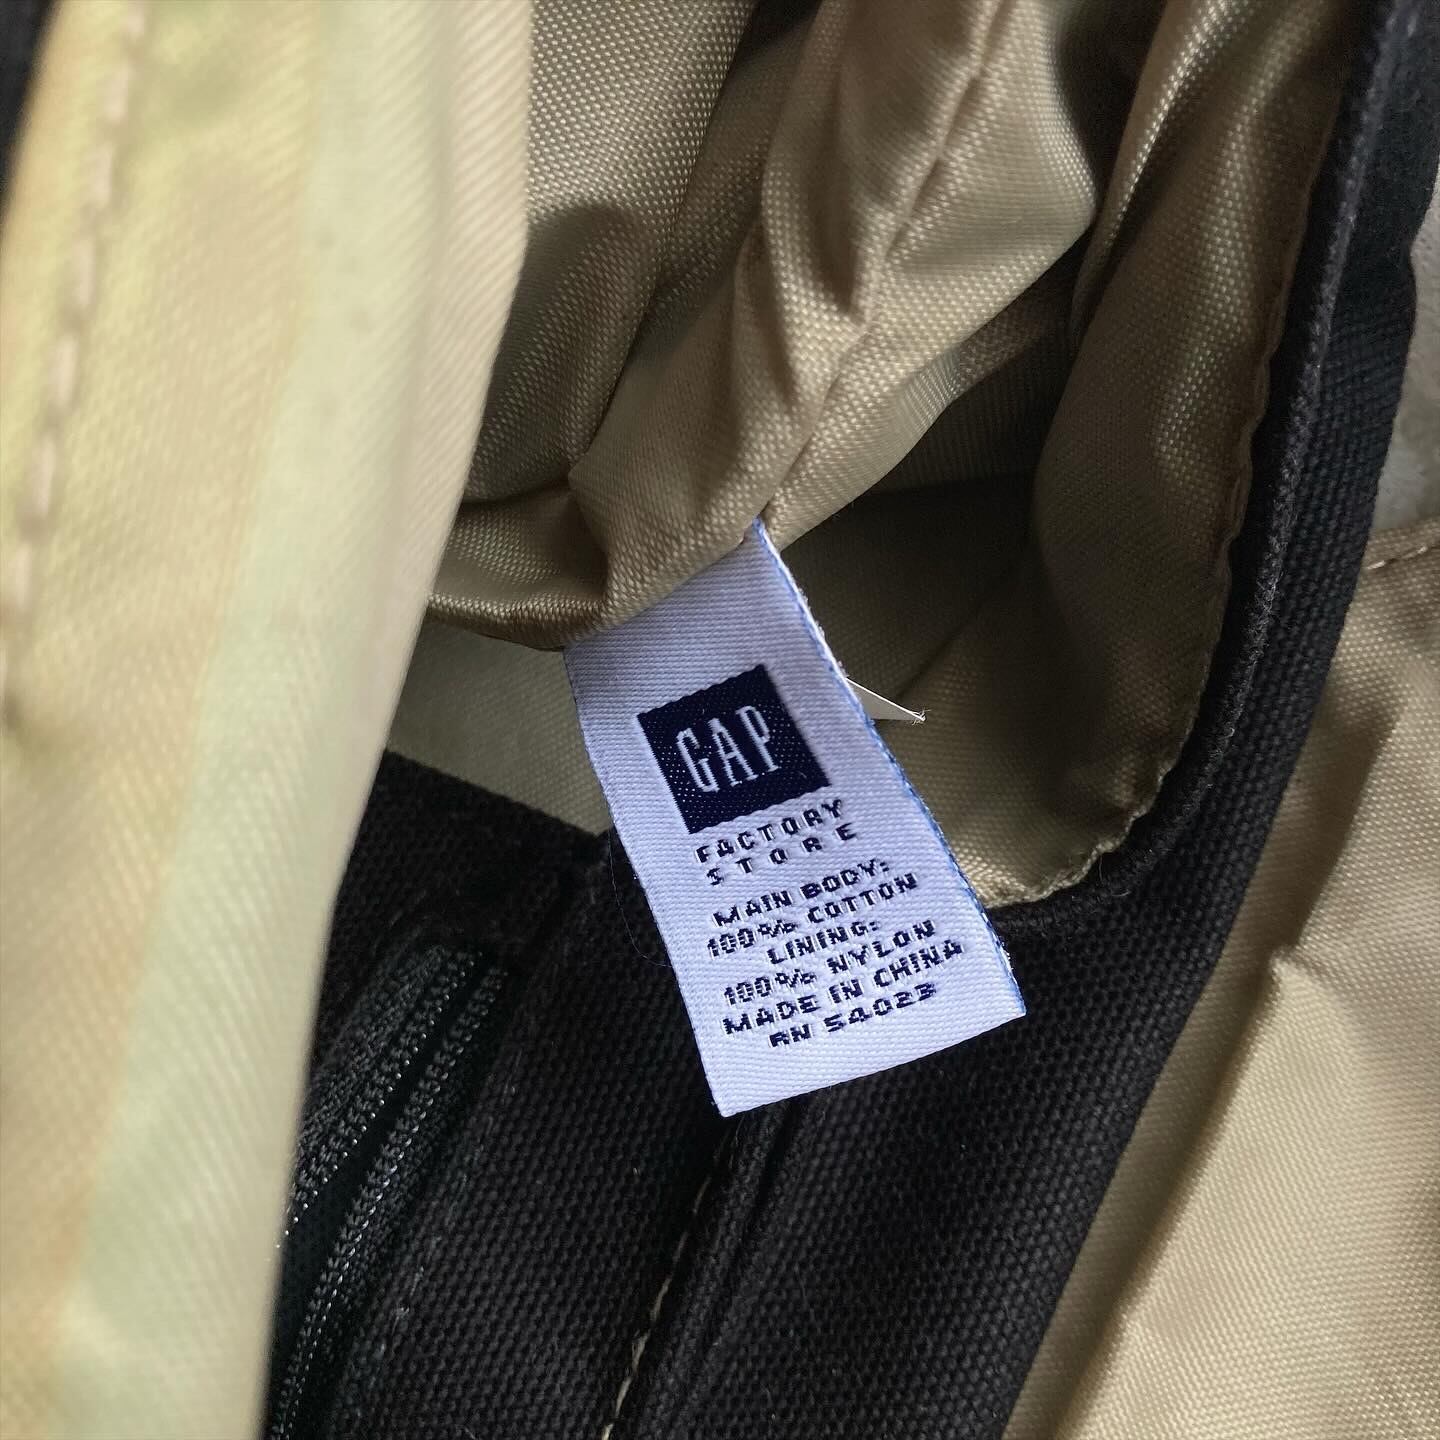 GAP
FACTORY
STORE
MAIN BODY:
100% COTTON
LINING:
100% NYLON
MADE IN CHINA
RN 54023